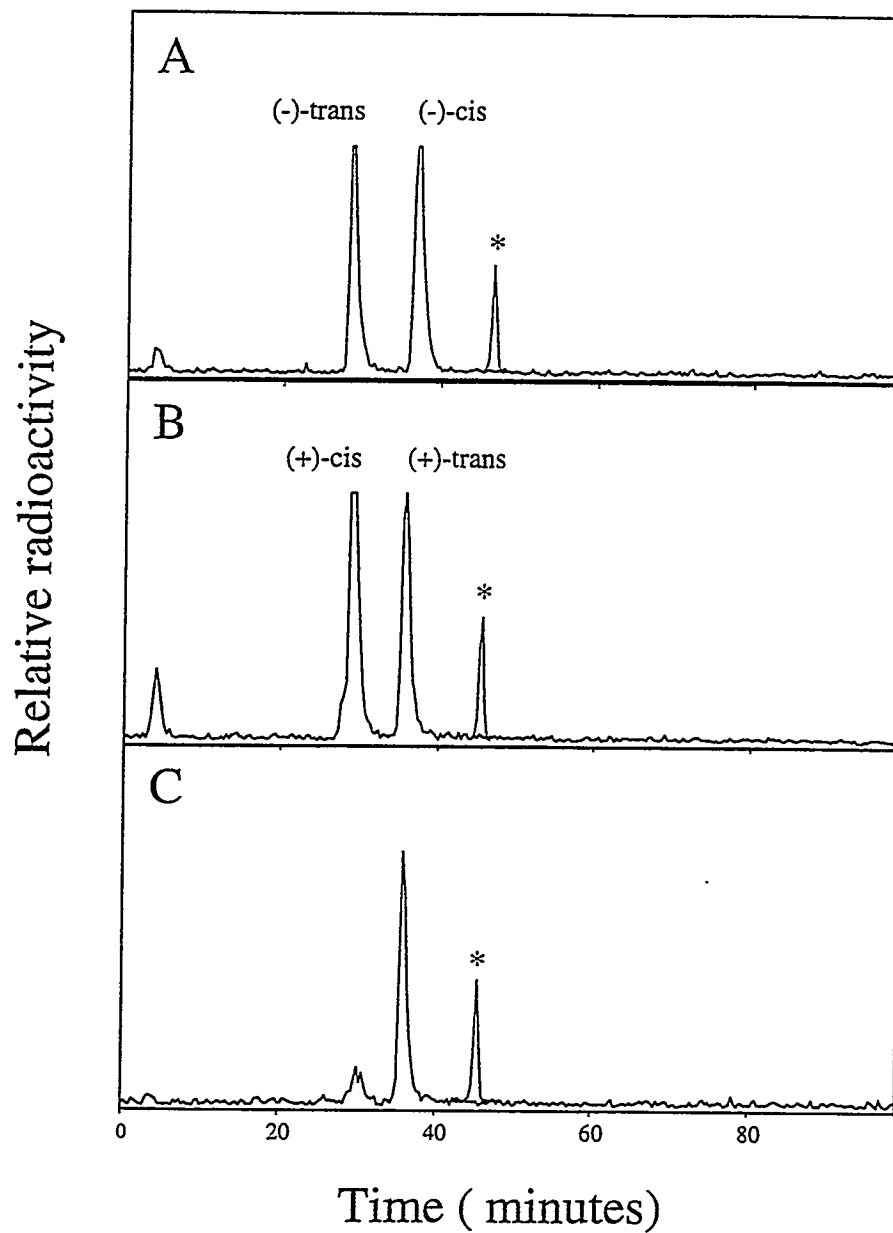 A
(-)-trans (-)-cis
*
B
(+)-cis (+)-trans
*
C
*
0 20 40 60 80
Time ( minutes)
Relative radioactivity